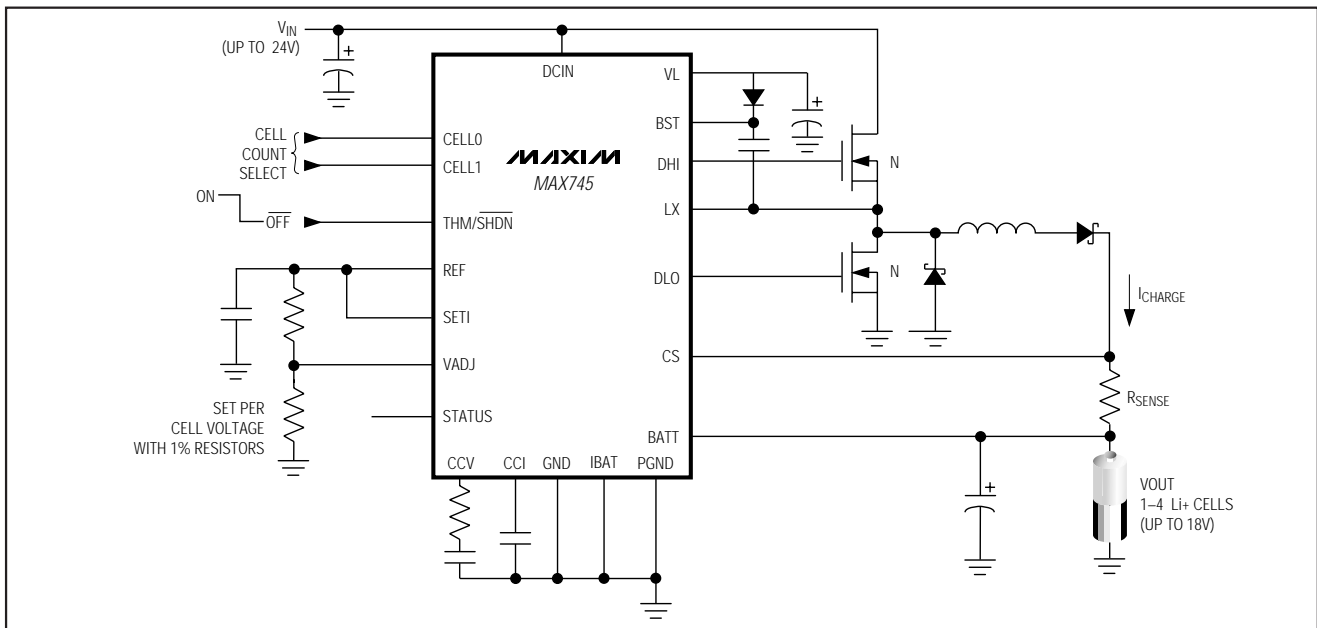 VIN
(UP TO 24V)
DCIN
VL
BST
DHI
N
LX
DLO
N
CS
BATT
CELL
COUNT
SELECT
CELL0
CELL1
MAXIM
MAX745
ON
OFF
THM/SHDN
REF
SETI
VADJ
STATUS
SET PER
CELL VOLTAGE
WITH 1% RESISTORS
CCV
CCI
GND
IBAT
PGND
ICHARGE
RSENSE
VOUT
1–4 Li+ CELLS
(UP TO 18V)